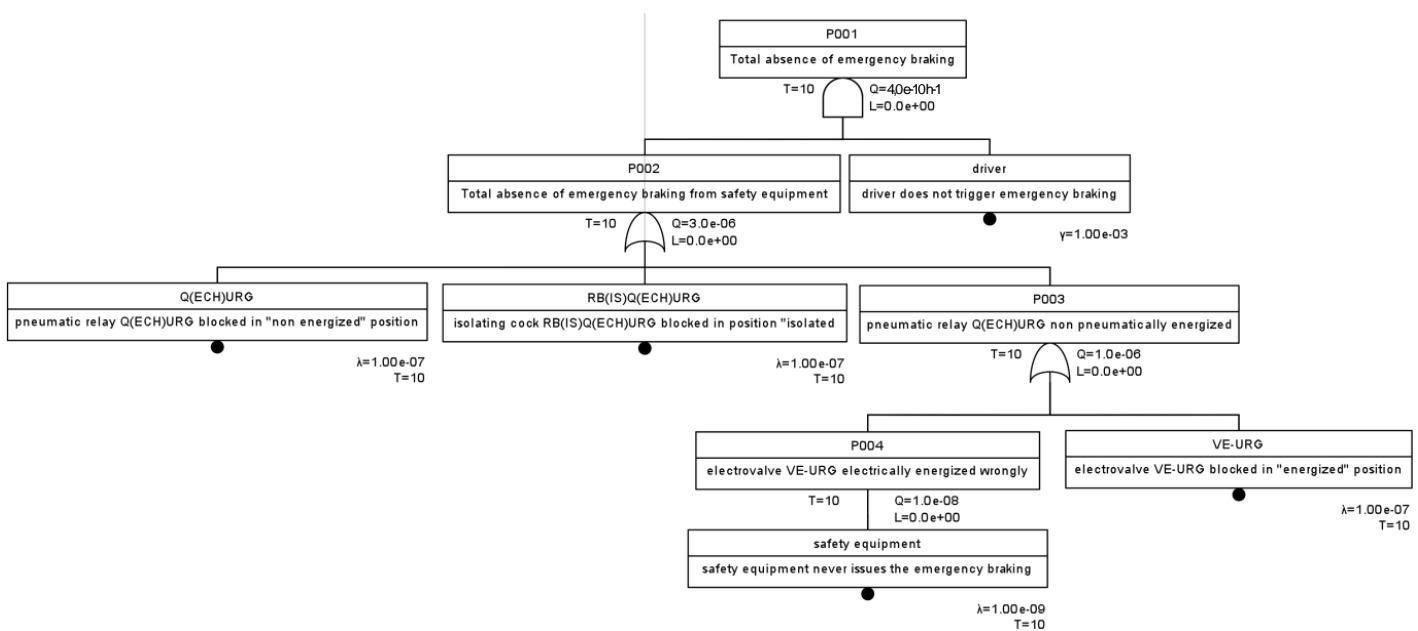 P001
Total absence of emergency braking
T=10 Q=4,0e-10h-1
L=0.0e+00
P002 driver
Total absence of emergency braking from safety equipment driver does not trigger emergency braking
T=10 Q=3.0e-06
L=0.0e+00
γ=1.00e-03
Q(ECH)URG RB(IS)Q(ECH)URG P003
pneumatic relay Q(ECH)URG blocked in "non energized" position isolating cock RB(IS)Q(ECH)URG blocked in position "isolated pneumatic relay Q(ECH)URG non pneumatically energized
λ=1.00e-07 λ=1.00e-07 T=10 Q=1.0e-06
T=10 T=10 L=0.0e+00
P004 VE-URG
electrovalve VE-URG electrically energized wrongly electrovalve VE-URG blocked in "energized" position
T=10 Q=1.0e-08 λ=1.00e-07
L=0.0e+00 T=10
safety equipment
safety equipment never issues the emergency braking
λ=1.00e-09
T=10